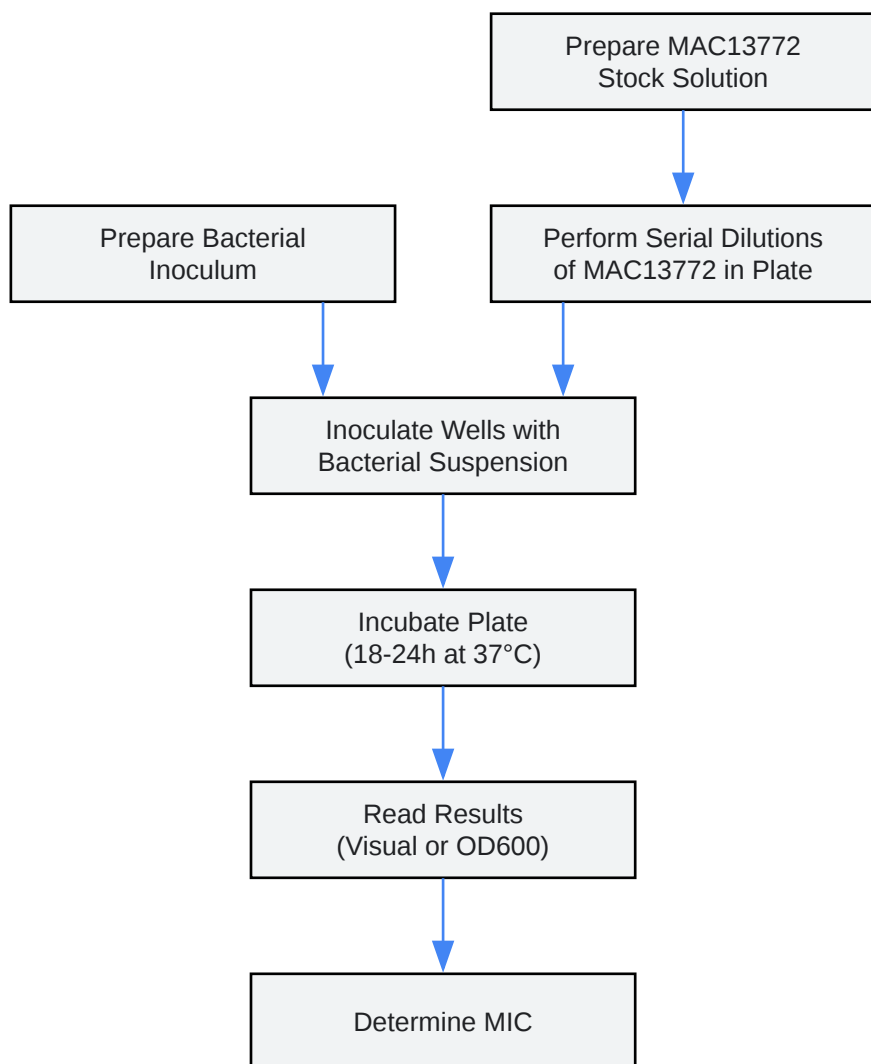 Prepare MAC13772
Stock Solution
Prepare Bacterial
Inoculum
Perform Serial Dilutions
of MAC13772 in Plate
Inoculate Wells with
Bacterial Suspension
Incubate Plate
(18-24h at 37°C)
Read Results
(Visual or OD600)
Determine MIC